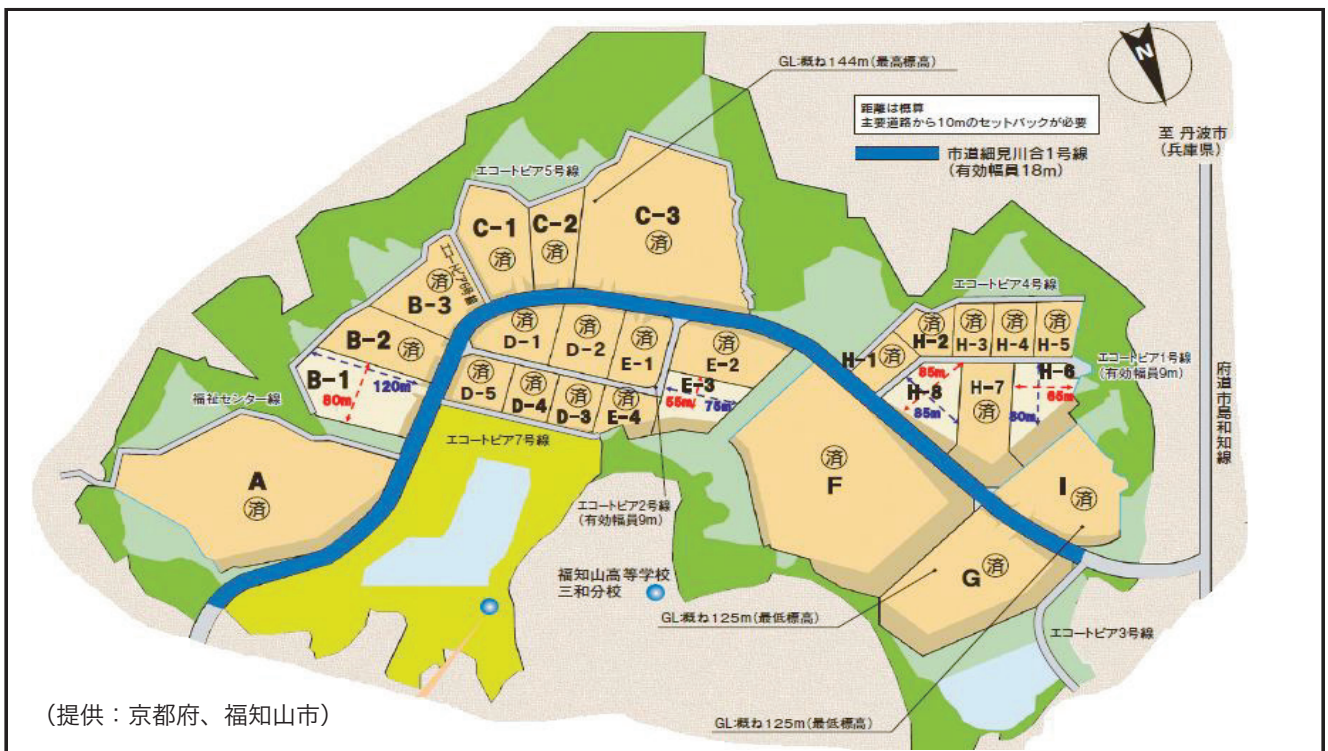 GL:概ね144m(最高標高)
N
距離は概算
主要道路から10mのセットバックが必要
市道細見川合1号線
(有効幅員18m)
至 丹波市
(兵庫県)
エコートピア5号線
C-1
済
C-2
済
C-3
済
エコートピア6号線
B-3
済
B-2
済
B-1
120m
80m
D-1
済
D-2
済
E-1
済
E-2
済
E-3
55m
75m
D-5
済
D-4
済
D-3
済
E-4
済
エコートピア4号線
H-1
済
H-2
済
H-3
済
H-4
済
H-5
済
エコートピア1号線
(有効幅員9m)
H-6
65m
80m
H-7
済
H-8
85m
85m
府道市島和知線
福祉センター線
エコートピア7号線
A
済
エコートピア2号線
(有効幅員9m)
F
済
I
済
G
済
福知山高等学校
三和分校
GL:概ね125m(最低標高)
エコートピア3号線
GL:概ね125m(最低標高)
(提供:京都府、福知山市)